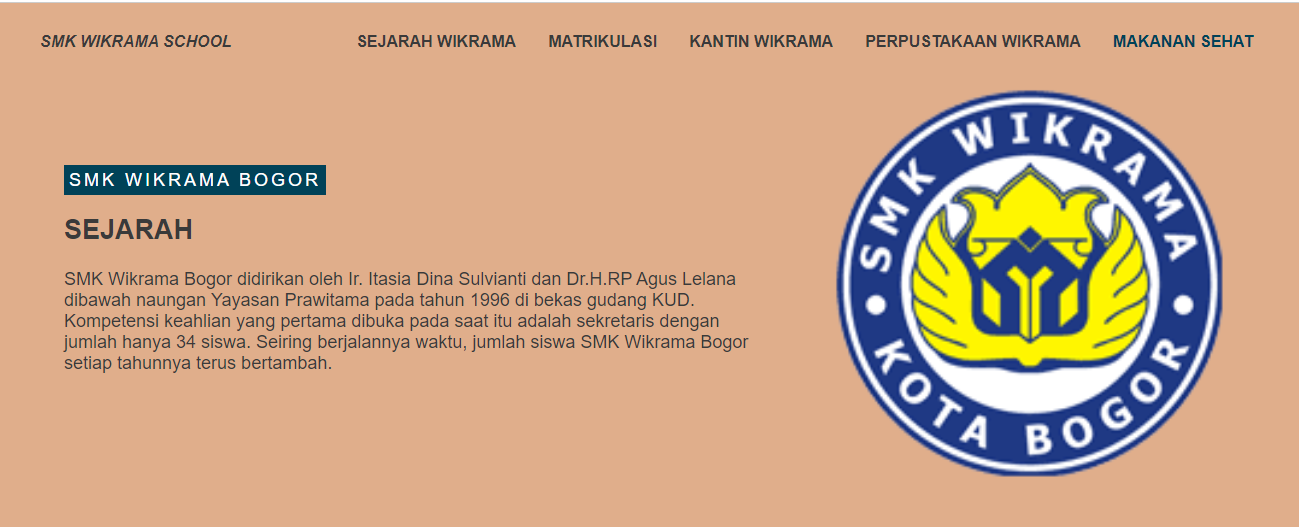 SMK WIKRAMA SCHOOL SEJARAH WIKRAMA MATRIKULASI KANTIN WIKRAMA PERPUSTAKAAN WIKRAMA MAKANAN SEHAT
SMK WIKRAMA BOGOR
SEJARAH
SMK Wikrama Bogor didirikan oleh Ir. Itasia Dina Sulvianti dan Dr.H.RP Agus Lelana
dibawah naungan Yayasan Prawitama pada tahun 1996 di bekas gudang KUD.
Kompetensi keahlian yang pertama dibuka pada saat itu adalah sekretaris dengan
jumlah hanya 34 siswa. Seiring berjalannya waktu, jumlah siswa SMK Wikrama Bogor
setiap tahunnya terus bertambah.
SMK WIKRAMA
KOTA BOGOR